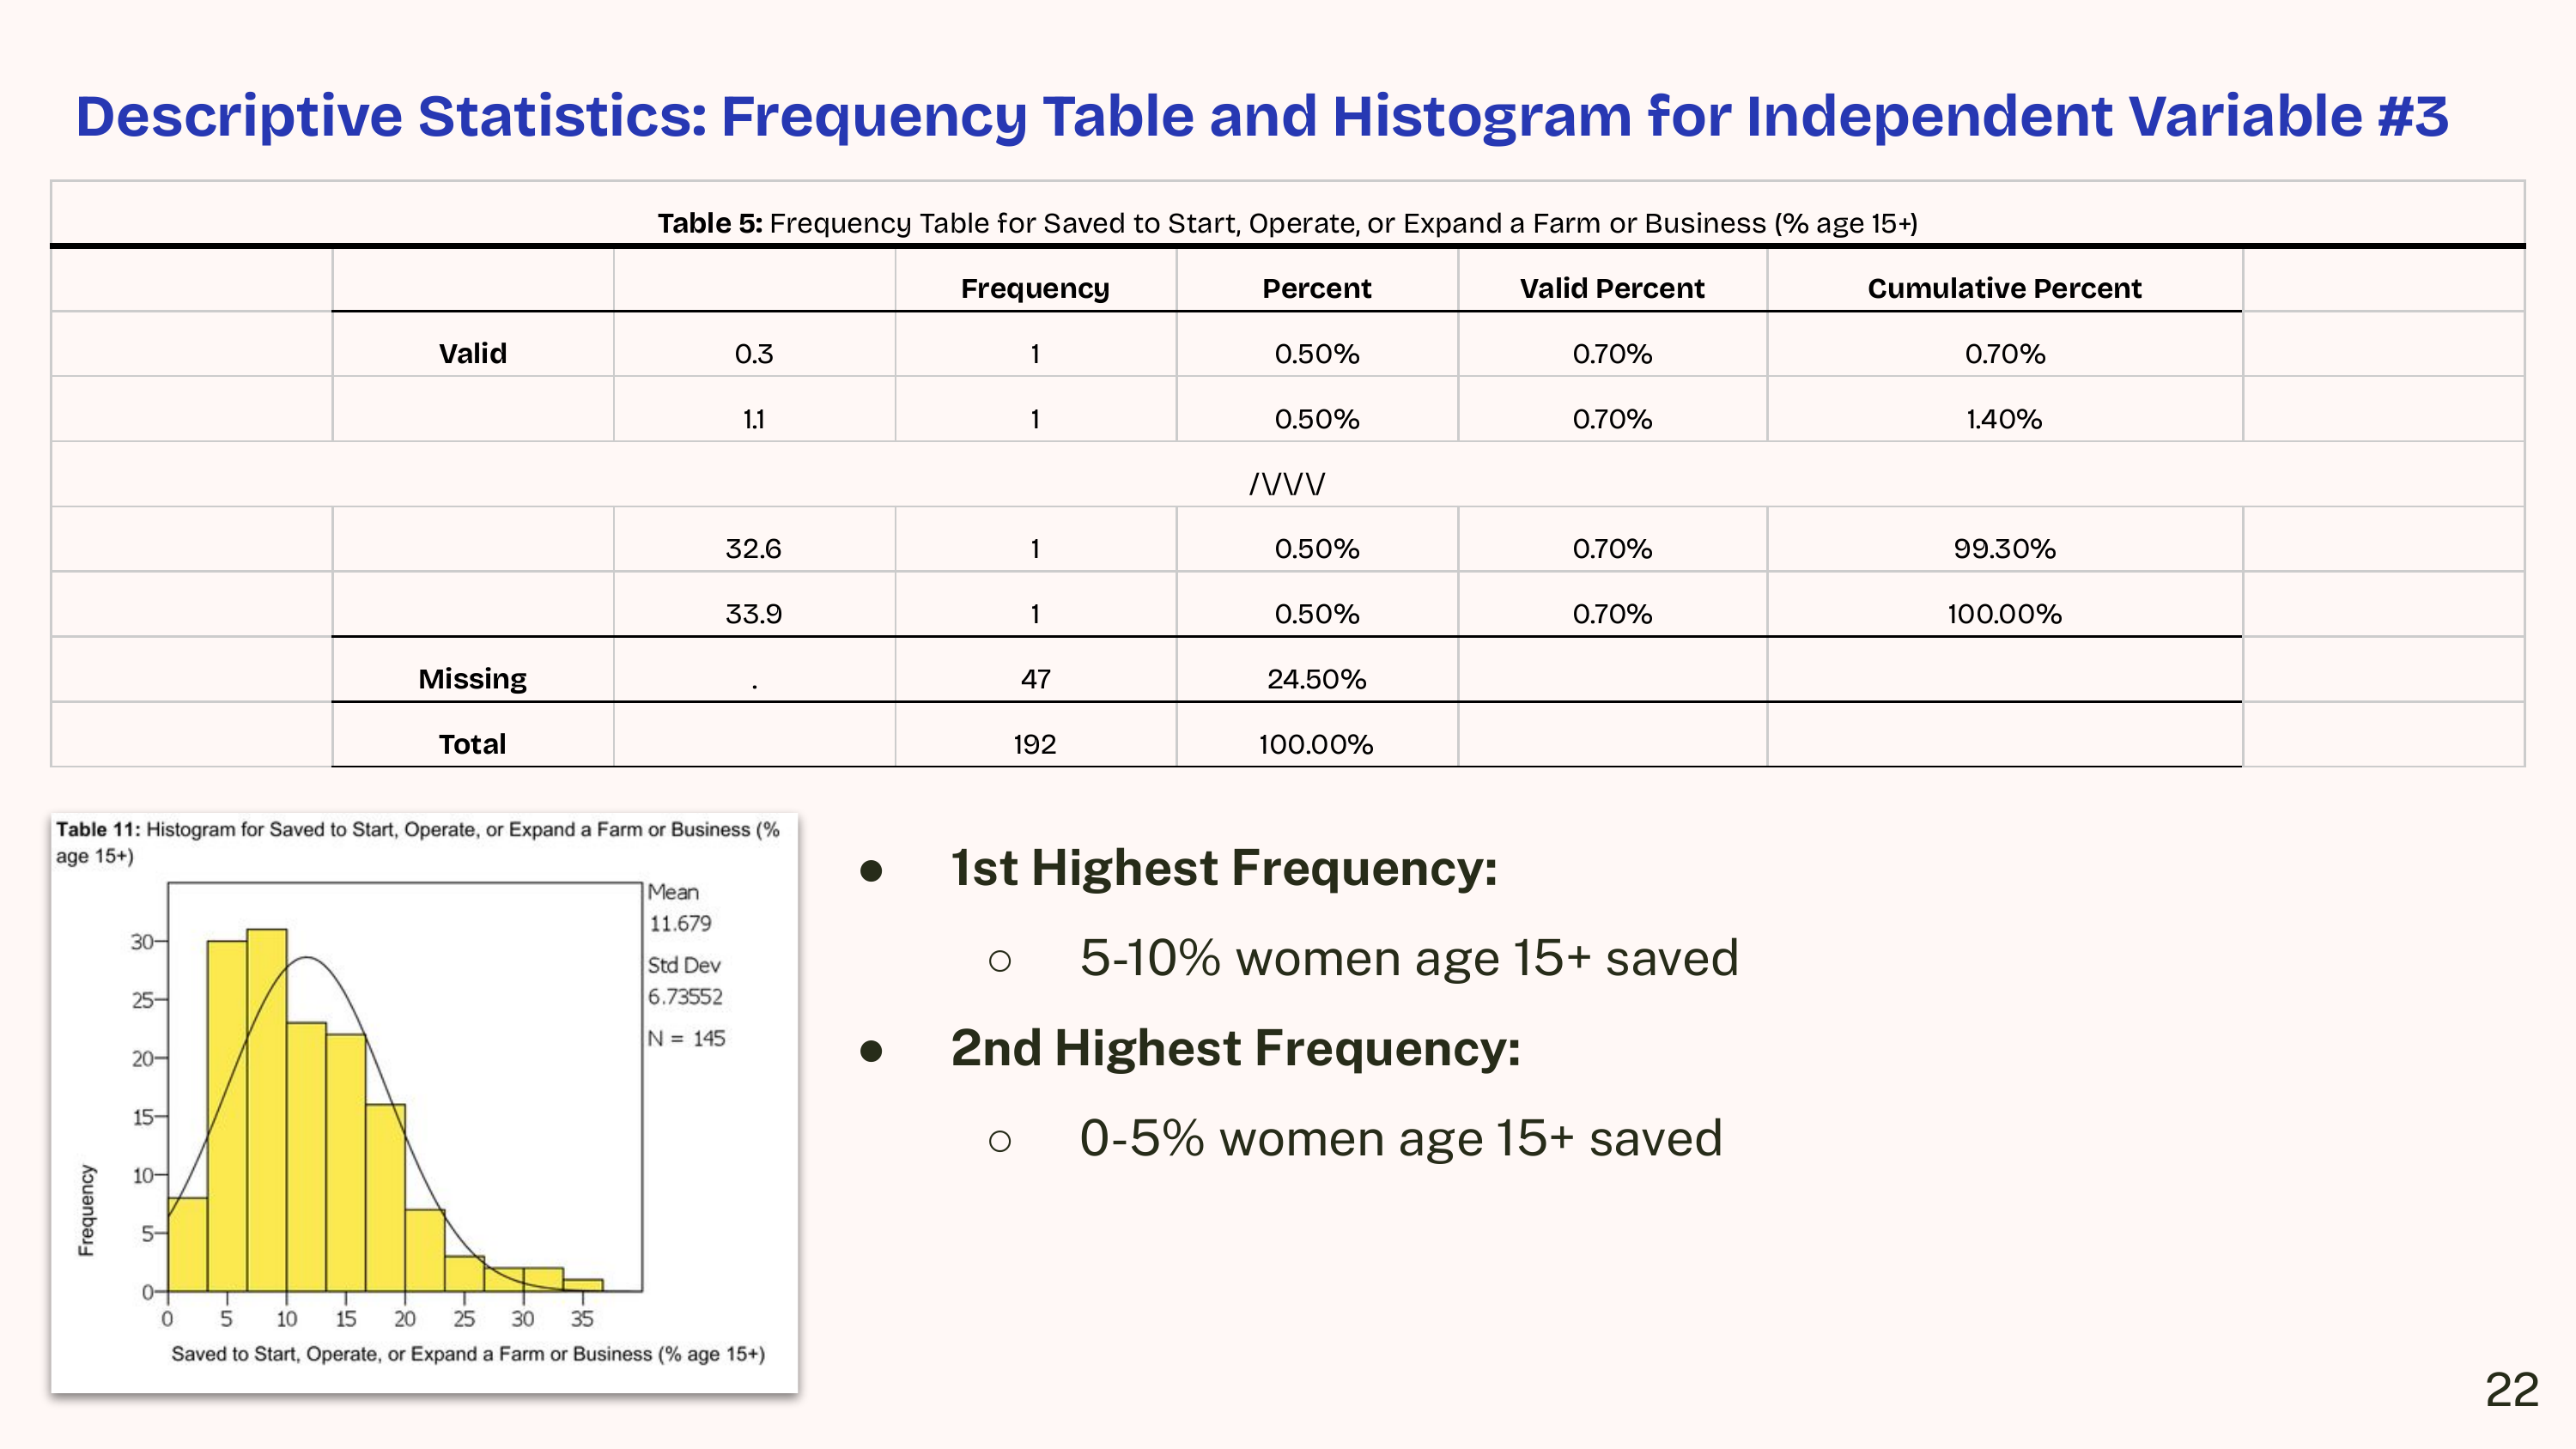 Descriptive Statistics: Frequency Table and Histogram for Independent Variable #3
Table 5: Frequency Table for Saved to Start, Operate, or Expand a Farm or Business (% age 15+)
Frequency Percent Valid Percent Cumulative Percent
Valid 0.3 1 0.50% 0.70% 0.70%
1.1 1 0.50% 0.70% 1.40%
/\/\/\/
32.6 1 0.50% 0.70% 99.30%
33.9 1 0.50% 0.70% 100.00%
Missing . 47 24.50%
Total 192 100.00%
Table 11: Histogram for Saved to Start, Operate, or Expand a Farm or Business (%
age 15+)
Mean
11.679
Std Dev
6.73552
N = 145
30
25
20
15
10
5
0
Frequency
0 5 10 15 20 25 30 35
Saved to Start, Operate, or Expand a Farm or Business (% age 15+)
● 1st Highest Frequency:
○ 5-10% women age 15+ saved
● 2nd Highest Frequency:
○ 0-5% women age 15+ saved
22